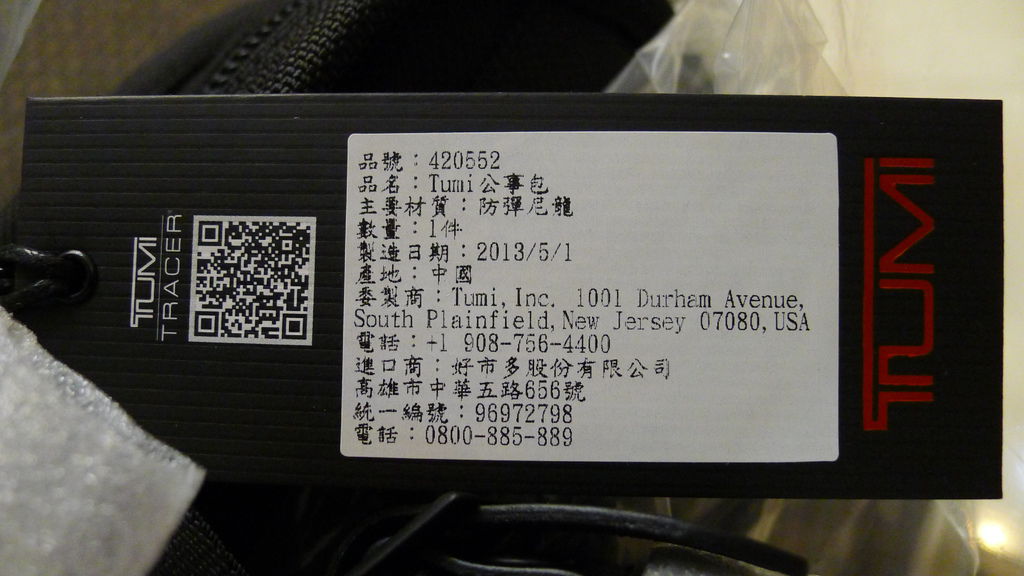 TUMI
TRACER
品號：420552
品名：Tumi公事包
主要材質：防彈尼龍
數量：1件
製造日期：2013/5/1
產地：中國
委製商：Tumi, Inc. 1001 Durham Avenue,
South Plainfield, New Jersey 07080, USA
電話：+1 908-756-4400
進口商：好市多股份有限公司
高雄市中華五路656號
統一編號：96972798
電話：0800-885-889
TUMI